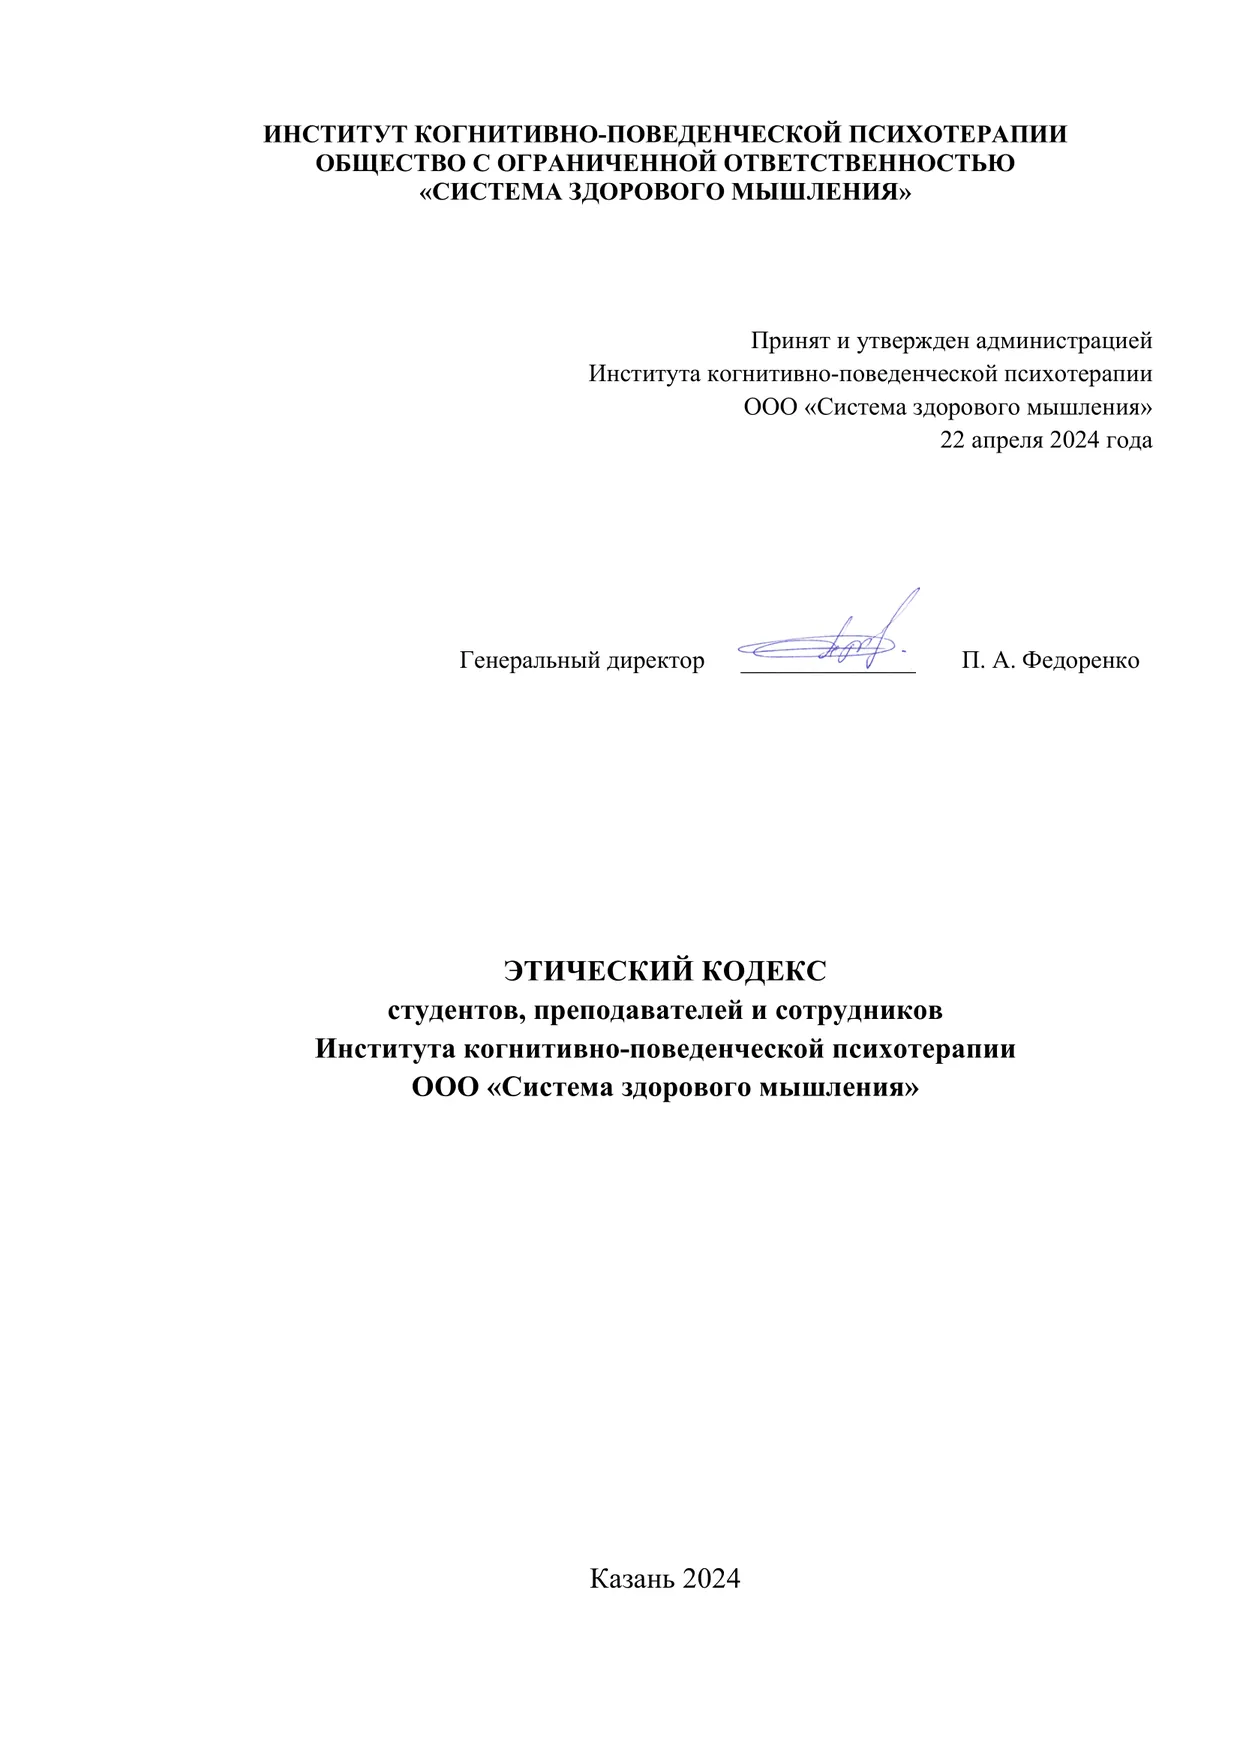 ИНСТИТУТ КОГНИТИВНО-ПОВЕДЕНЧЕСКОЙ ПСИХОТЕРАПИИ
ОБЩЕСТВО С ОГРАНИЧЕННОЙ ОТВЕТСТВЕННОСТЬЮ
«СИСТЕМА ЗДОРОВОГО МЫШЛЕНИЯ»
Принят и утвержден администрацией
Института когнитивно-поведенческой психотерапии
ООО «Система здорового мышления»
22 апреля 2024 года
Генеральный директор П. А. Федоренко
ЭТИЧЕСКИЙ КОДЕКС
студентов, преподавателей и сотрудников
Института когнитивно-поведенческой психотерапии
ООО «Система здорового мышления»
Казань 2024